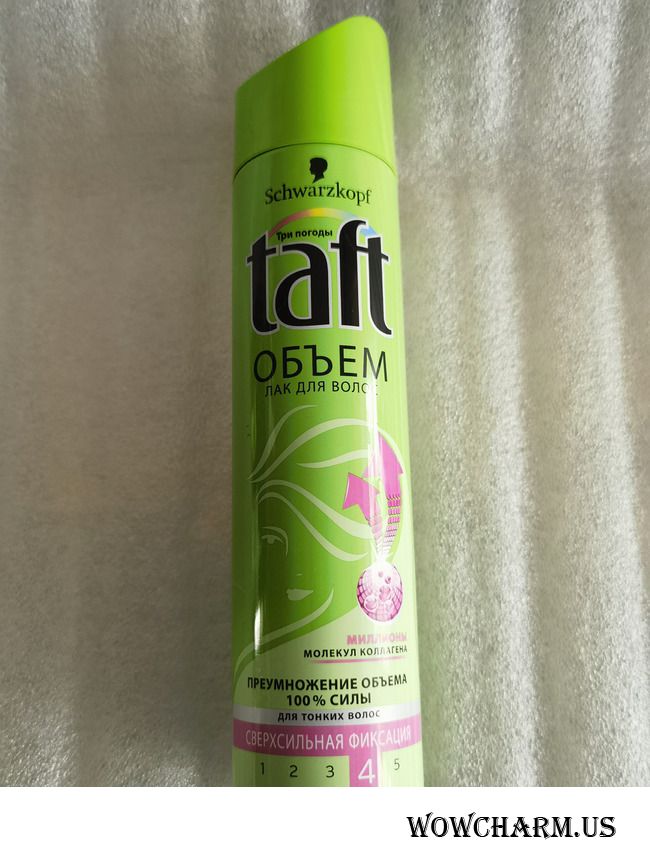 Schwarzkopf
Три погоды
taft
ОБЪЕМ
ЛАК ДЛЯ ВОЛОС
МИЛЛИОНЫ
МОЛЕКУЛ КОЛЛАГЕНА
ПРЕУМНОЖЕНИЕ ОБЪЕМА
100% СИЛЫ
ДЛЯ ТОНКИХ ВОЛОС
СВЕРХСИЛЬНАЯ ФИКСАЦИЯ
1 2 3 4 5
WOWCHARM.US